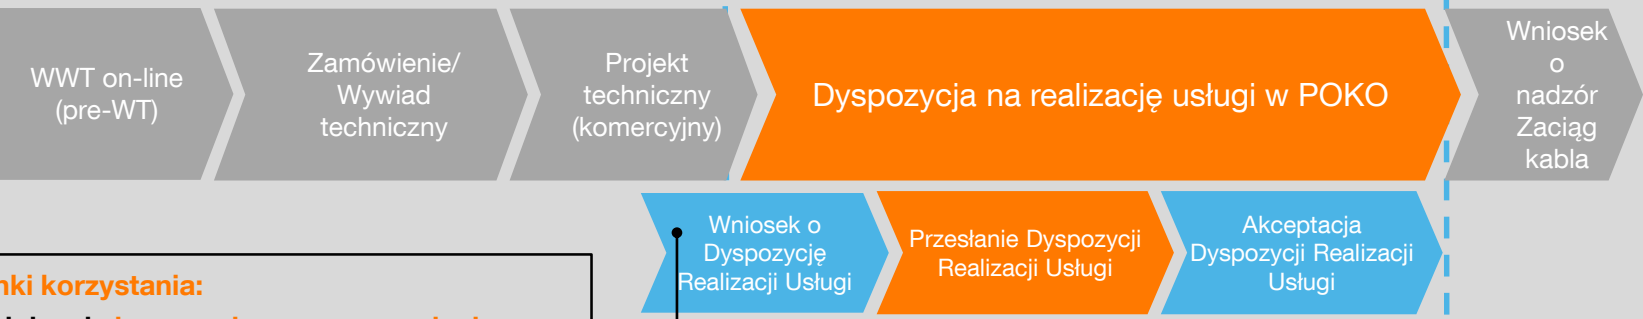 WWT on-line
(pre-WT)
Zamówienie/
Wywiad
techniczny
Projekt
techniczny
(komercyjny)
Dyspozycja na realizację usługi w POKO
Wniosek
o
nadzór
Zaciąg
kabla
Wniosek o
Dyspozycję
Realizacji Usługi
Przesłanie Dyspozycji
Realizacji Usługi
Akceptacja
Dyspozycji Realizacji
Usługi
nki korzystania: